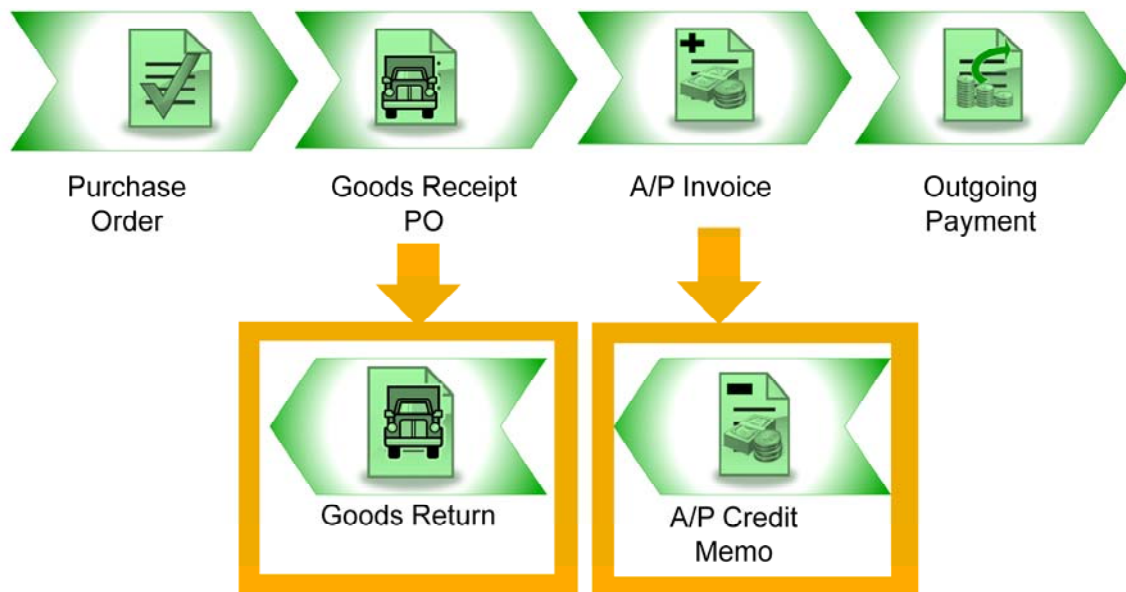 Purchase
Order
Goods Receipt
PO
A/P Invoice
Outgoing
Payment
Goods Return
A/P Credit
Memo